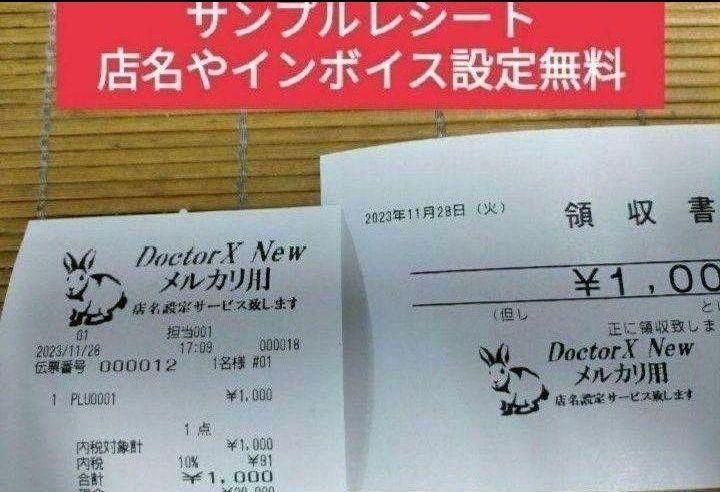 サンプルレシート
店名やインボイス設定無料
DoctorX New
メルカリ用
店名設定サービス致します
01 担当001
2023/11/26 17:09 000018
伝票番号 000012 1名様 #01
1 PLU0001 ¥1,000
1点
内税対象計 ¥1,000
内税 10% ¥91
合計 ¥1,000
2023年11月28日(火) 領収書
¥1,00
(但し と
正に領収致しま
DoctorX New
メルカリ用
店名設定サービス致します